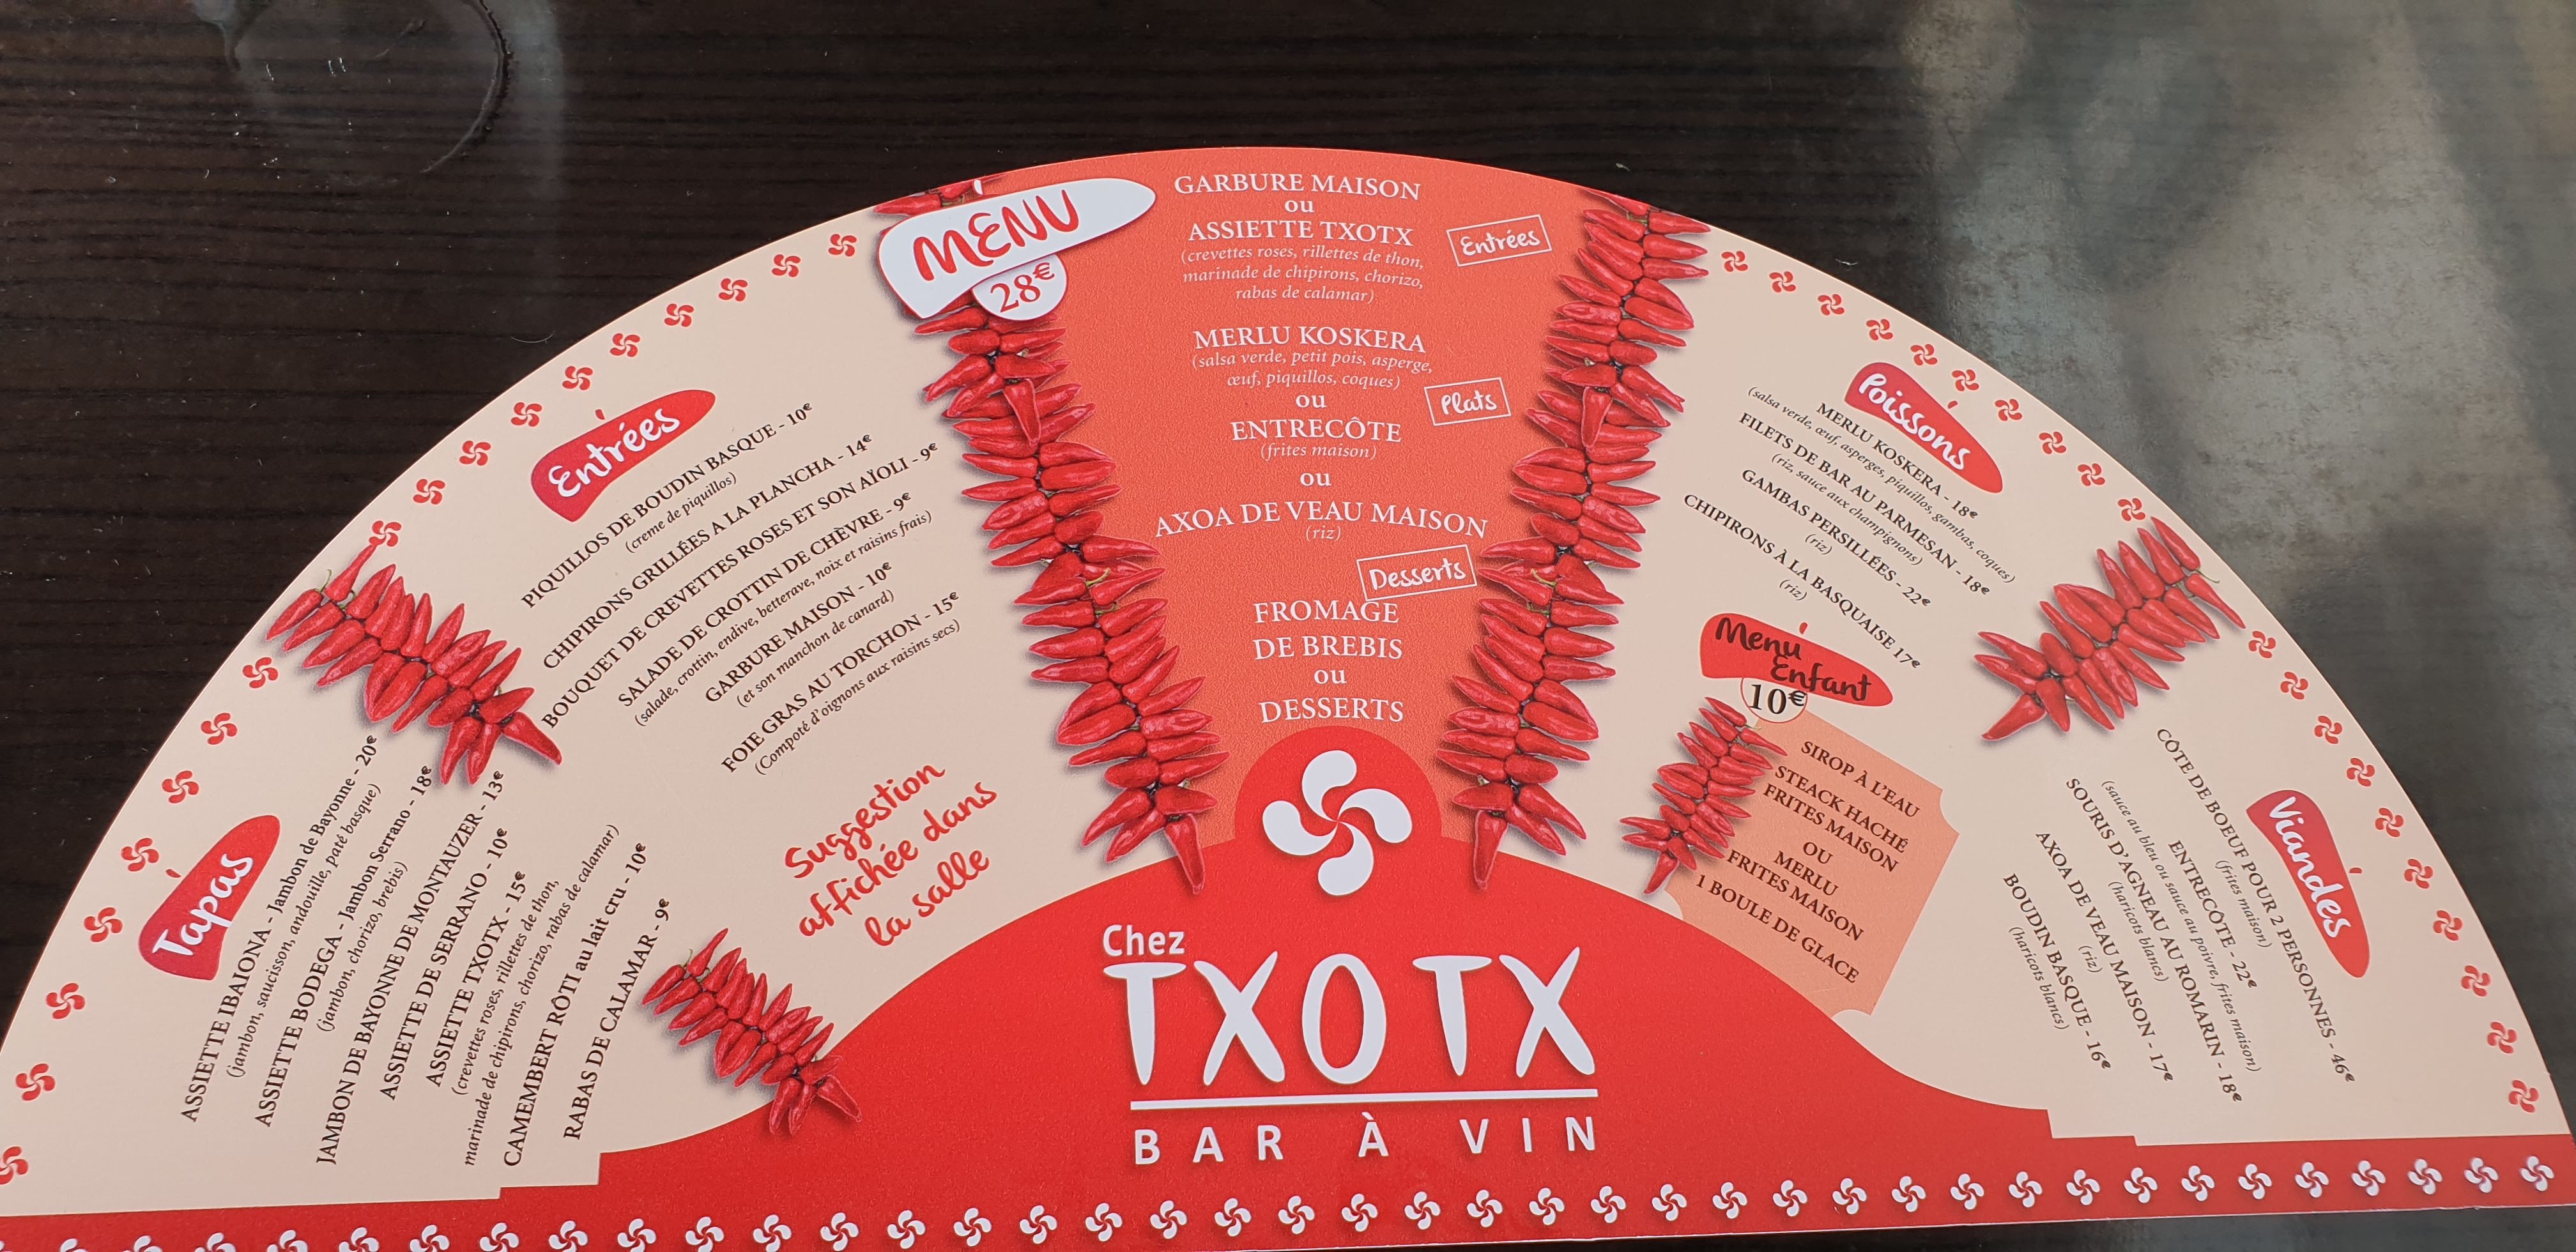 Tapas
ASSIETTE IBAIONA - Jambon de Bayonne - 20€
(jambon, saucisson, andouille, paté basque)
ASSIETTE BODEGA - Jambon Serrano - 18€
(jambon, chorizo, brebis)
JAMBON DE BAYONNE DE MONTAUZER - 13€
ASSIETTE DE SERRANO - 10€
ASSIETTE TXOTX - 15€
(crevettes roses, rillettes de thon,
marinade de chipirons, chorizo, rabas de calamar)
CAMEMBERT RÔTI au lait cru - 10€
RABAS DE CALAMAR - 9€
Entrées
PIQUILLOS DE BOUDIN BASQUE - 10€
(creme de piquillos)
CHIPIRONS GRILLÉES A LA PLANCHA - 14€
BOUQUET DE CREVETTES ROSES ET SON AÏOLI - 9€
SALADE DE CROTTIN DE CHÈVRE - 9€
(salade, crottin, endive, betterave, noix et raisins frais)
GARBURE MAISON - 10€
(et son manchon de canard)
FOIE GRAS AU TORCHON - 15€
(Compoté d'oignons aux raisins secs)
Suggestion
affichée dans
la salle
MENU
28€
GARBURE MAISON
ou
ASSIETTE TXOTX
(crevettes roses, rillettes de thon,
marinade de chipirons, chorizo,
rabas de calamar)
Entrées
MERLU KOSKERA
(salsa verde, petit pois, asperge,
œuf, piquillos, coques)
ou
Plats
ENTRECÔTE
(frites maison)
ou
AXOA DE VEAU MAISON
(riz)
Desserts
FROMAGE
DE BREBIS
ou
DESSERTS
Poissons
MERLU KOSKERA - 18€
(salsa verde, œuf, asperges, piquillos, gambas, coques)
FILETS DE BAR AU PARMESAN - 18€
(riz, sauce aux champignons)
GAMBAS PERSILLÉES - 22€
(riz)
CHIPIRONS À LA BASQUAISE 17€
(riz)
Menu
Enfant
10€
SIROP À L'EAU
STEACK HACHÉ
FRITES MAISON
OU
MERLU
FRITES MAISON
1 BOULE DE GLACE
Viandes
CÔTE DE BOEUF POUR 2 PERSONNES - 46€
(frites maison)
ENTRECÔTE - 22€
(sauce au bleu ou sauce au poivre, frites maison)
SOURIS D'AGNEAU AU ROMARIN - 18€
(haricots blancs)
AXOA DE VEAU MAISON - 17€
(riz)
BOUDIN BASQUE - 16€
(haricots blancs)
Chez
TXOTX
BAR À VIN